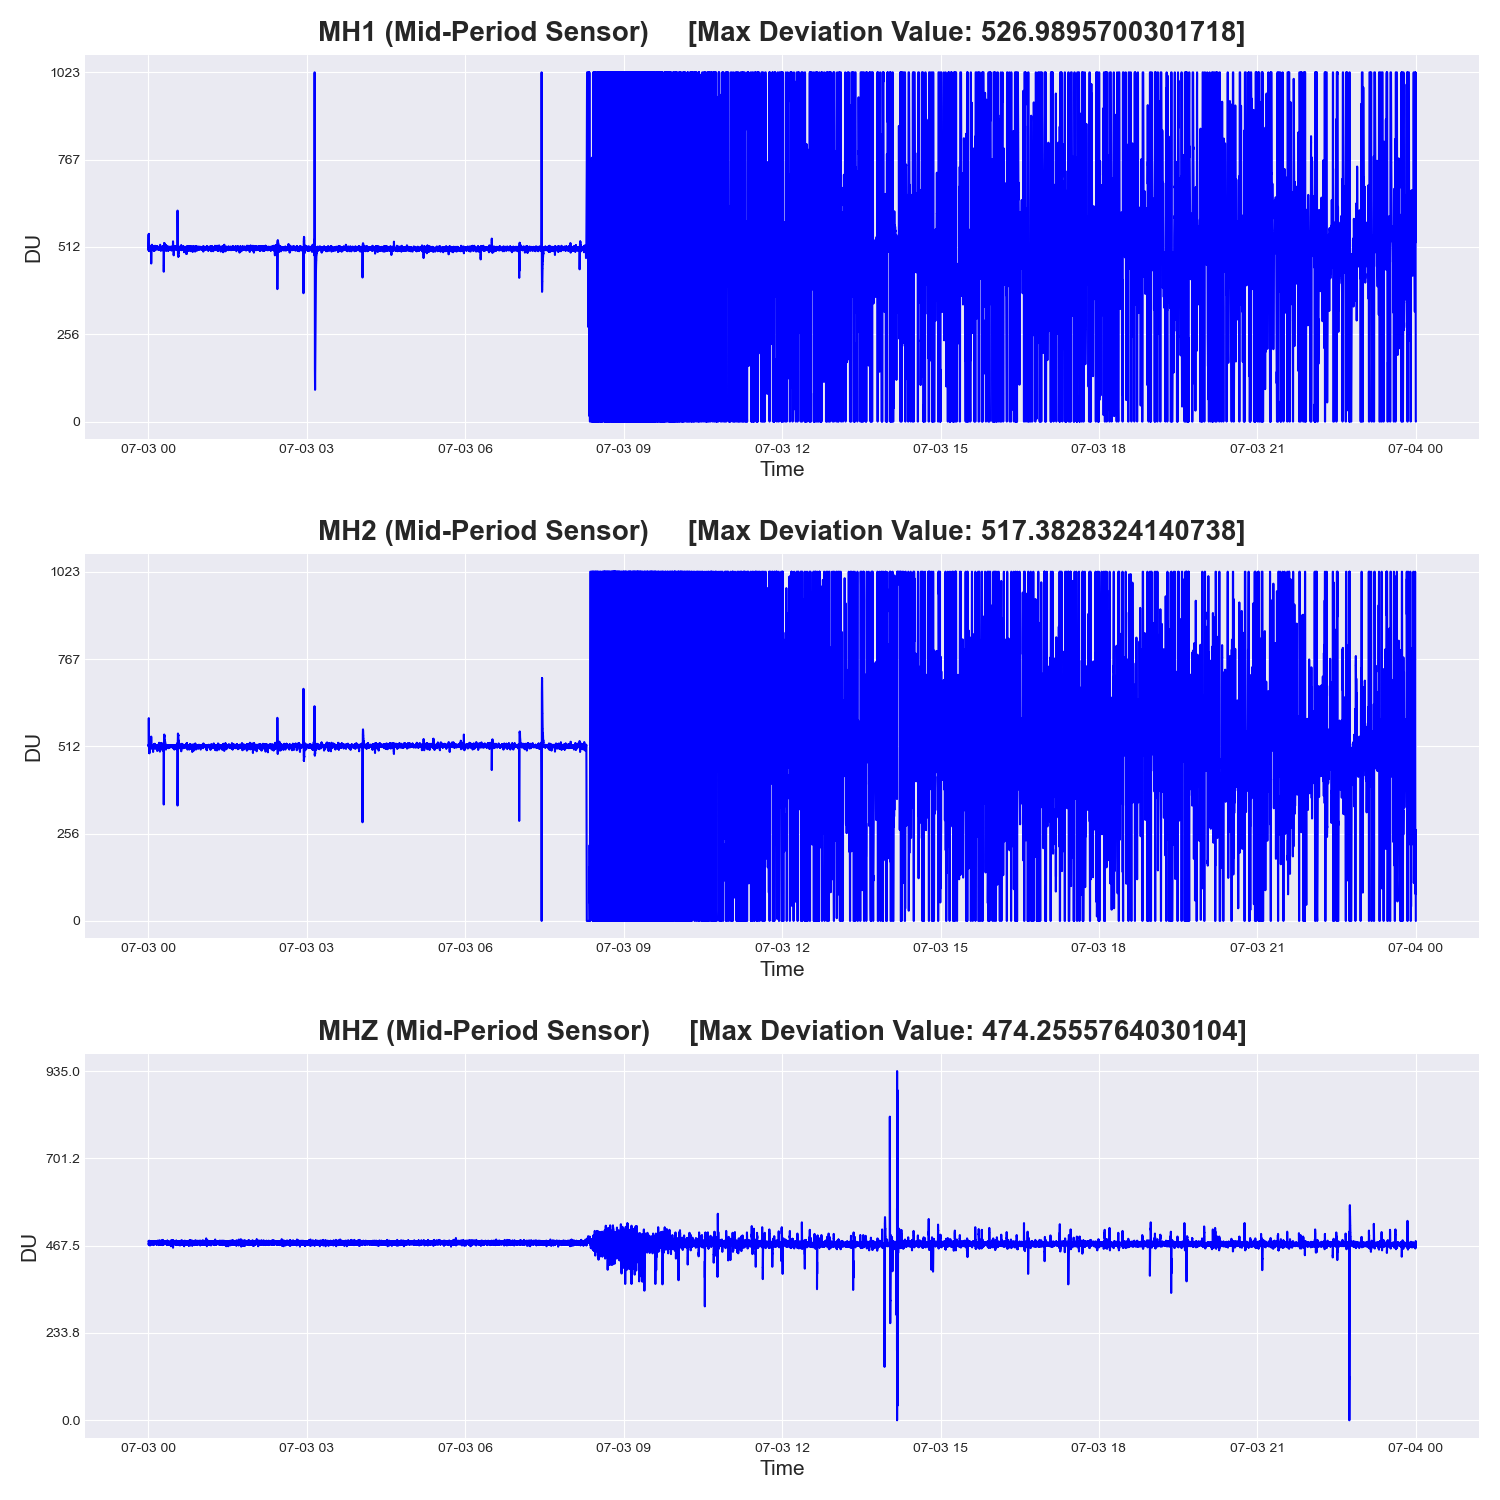 MH1 (Mid-Period Sensor) [Max Deviation Value: 526.9895700301718]
1023
767
512
256
0
DU
07-03 00 07-03 03 07-03 06 07-03 09 07-03 12 07-03 15 07-03 18 07-03 21 07-04 00
Time
MH2 (Mid-Period Sensor) [Max Deviation Value: 517.3828324140738]
1023
767
512
256
0
DU
07-03 00 07-03 03 07-03 06 07-03 09 07-03 12 07-03 15 07-03 18 07-03 21 07-04 00
Time
MHZ (Mid-Period Sensor) [Max Deviation Value: 474.2555764030104]
935.0
701.2
467.5
233.8
0.0
DU
07-03 00 07-03 03 07-03 06 07-03 09 07-03 12 07-03 15 07-03 18 07-03 21 07-04 00
Time